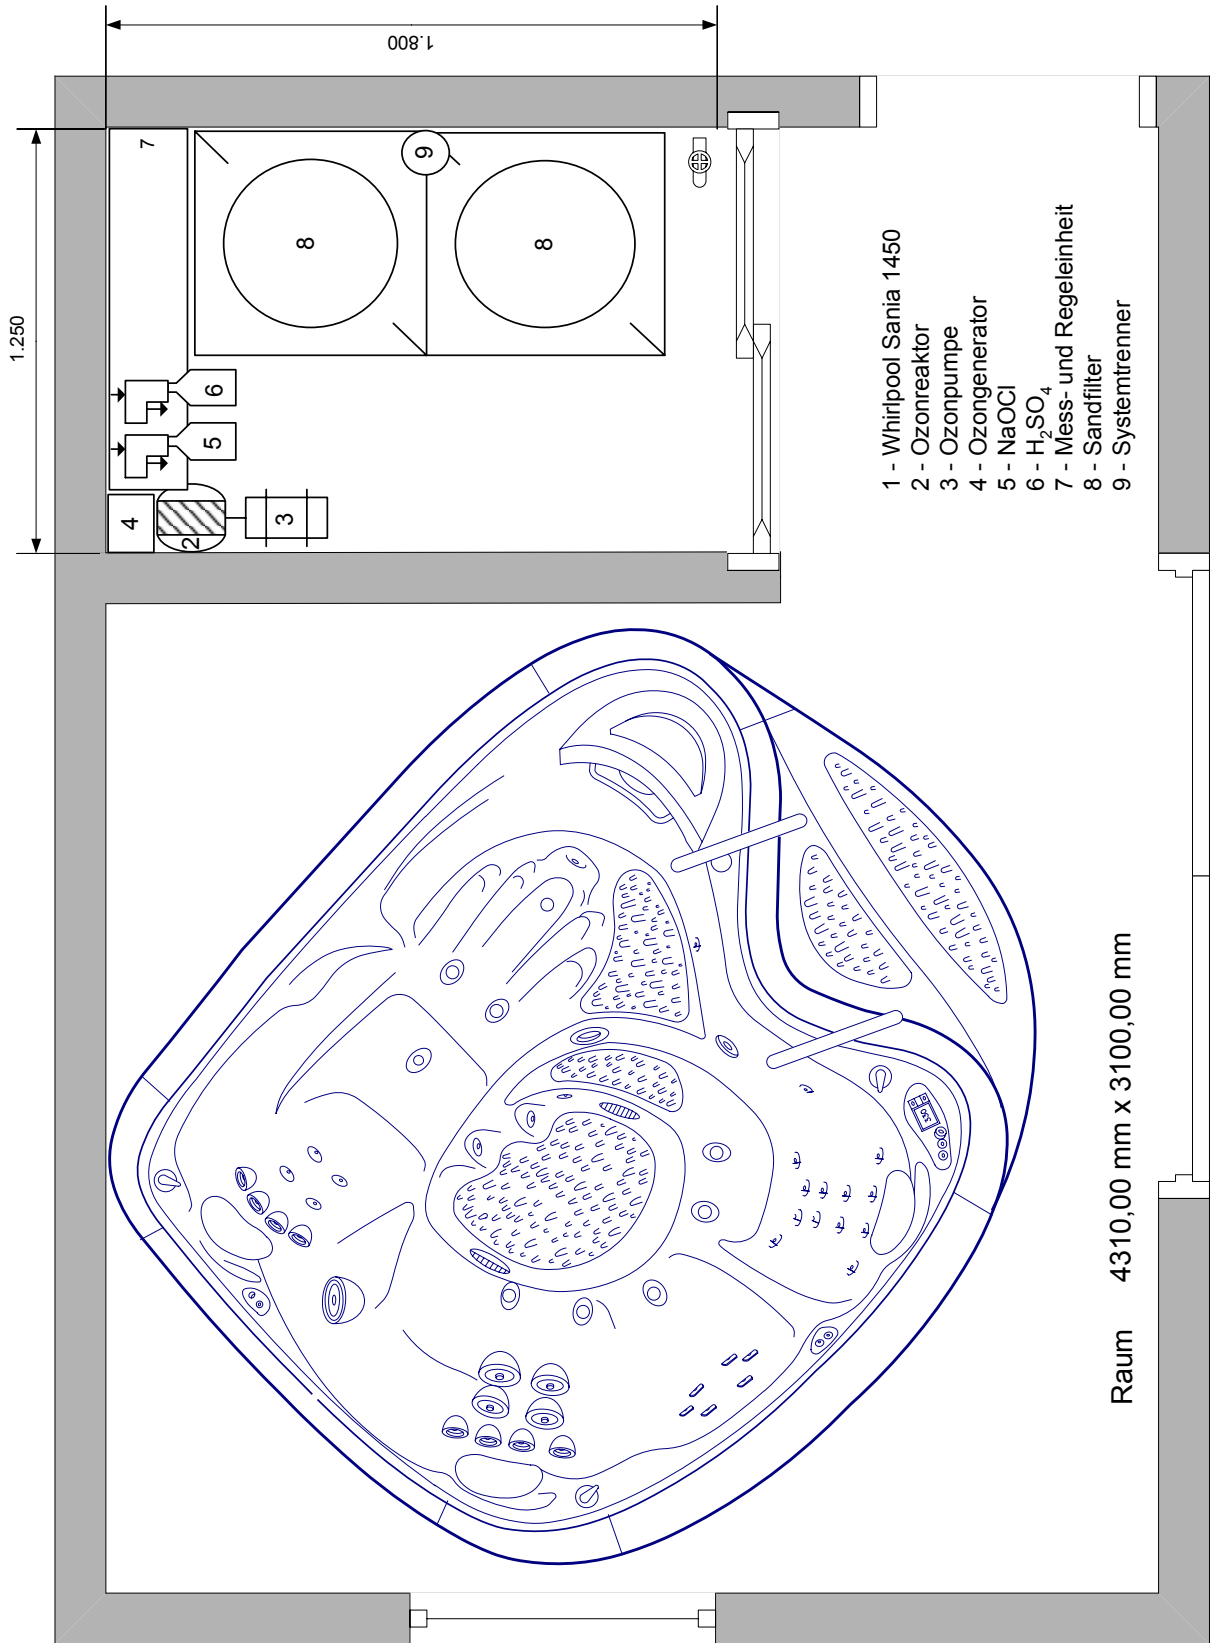 1.800
1.250
7
9
8
8
6
5
4
2
3
1 - Whirlpool Sania 1450
2 - Ozonreaktor
3 - Ozonpumpe
4 - Ozongenerator
5 - NaOCl
6 - H₂SO₄
7 - Mess- und Regeleinheit
8 - Sandfilter
9 - Systemtrenner
Raum 4310,00 mm x 3100,00 mm